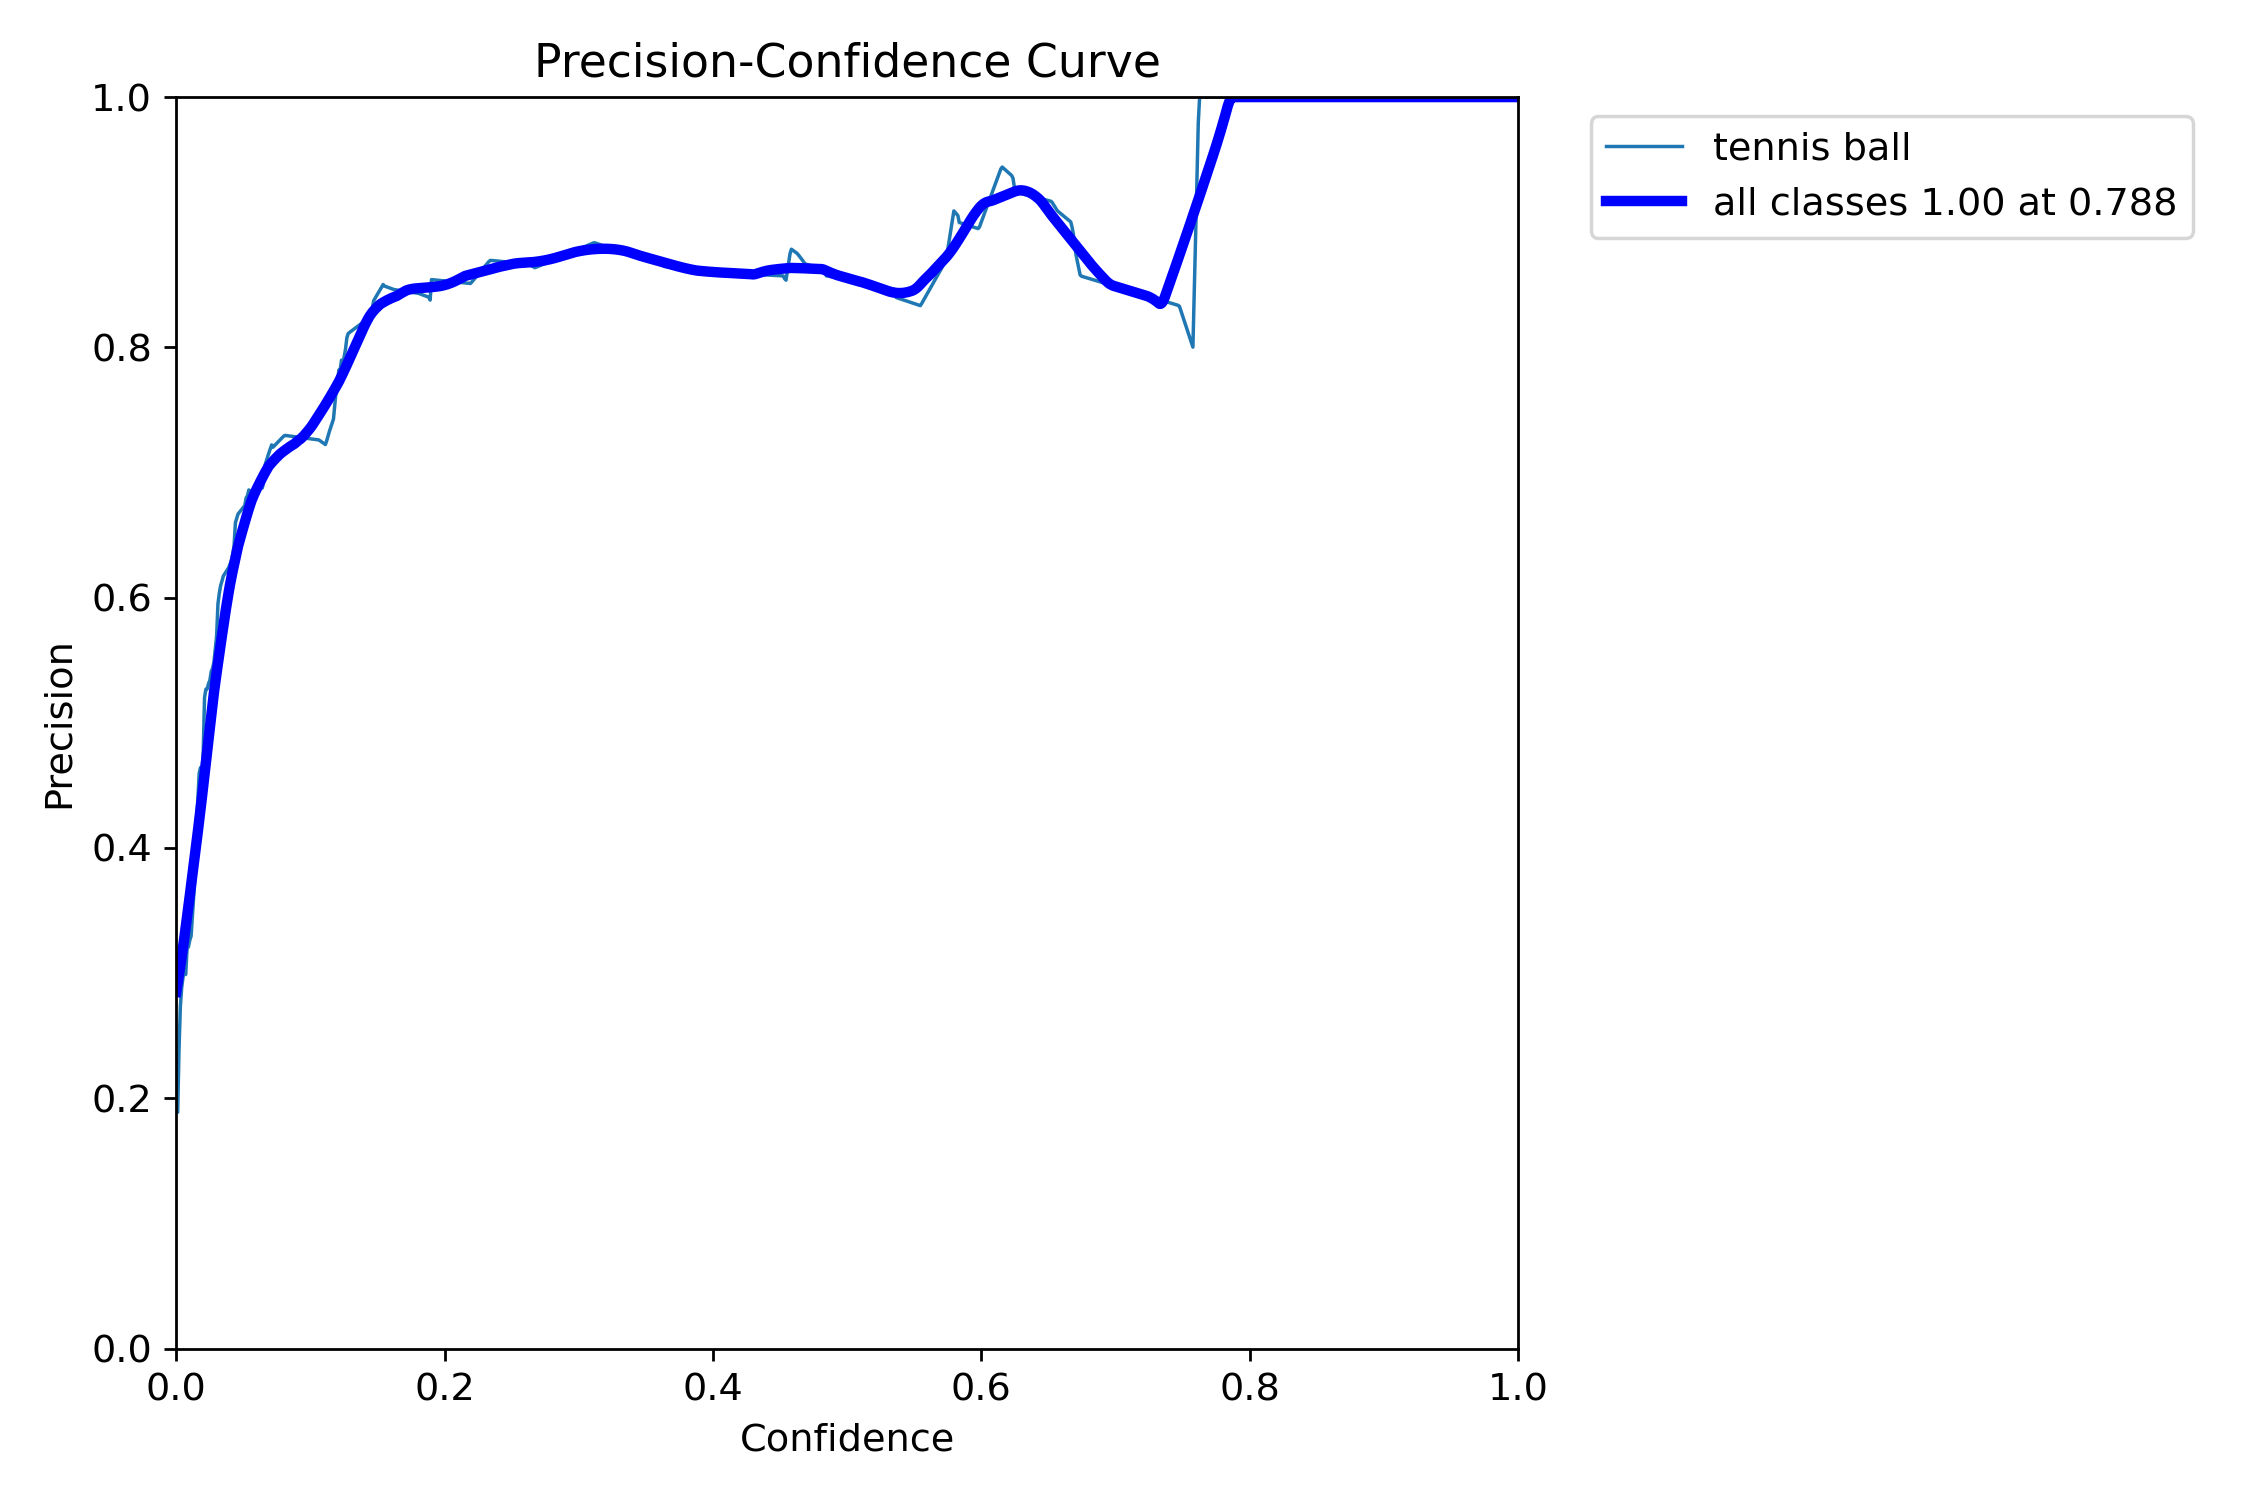 Precision-Confidence Curve
1.0
0.8
0.6
0.4
0.2
0.0
Precision
0.0 0.2 0.4 0.6 0.8 1.0
Confidence
tennis ball
all classes 1.00 at 0.788